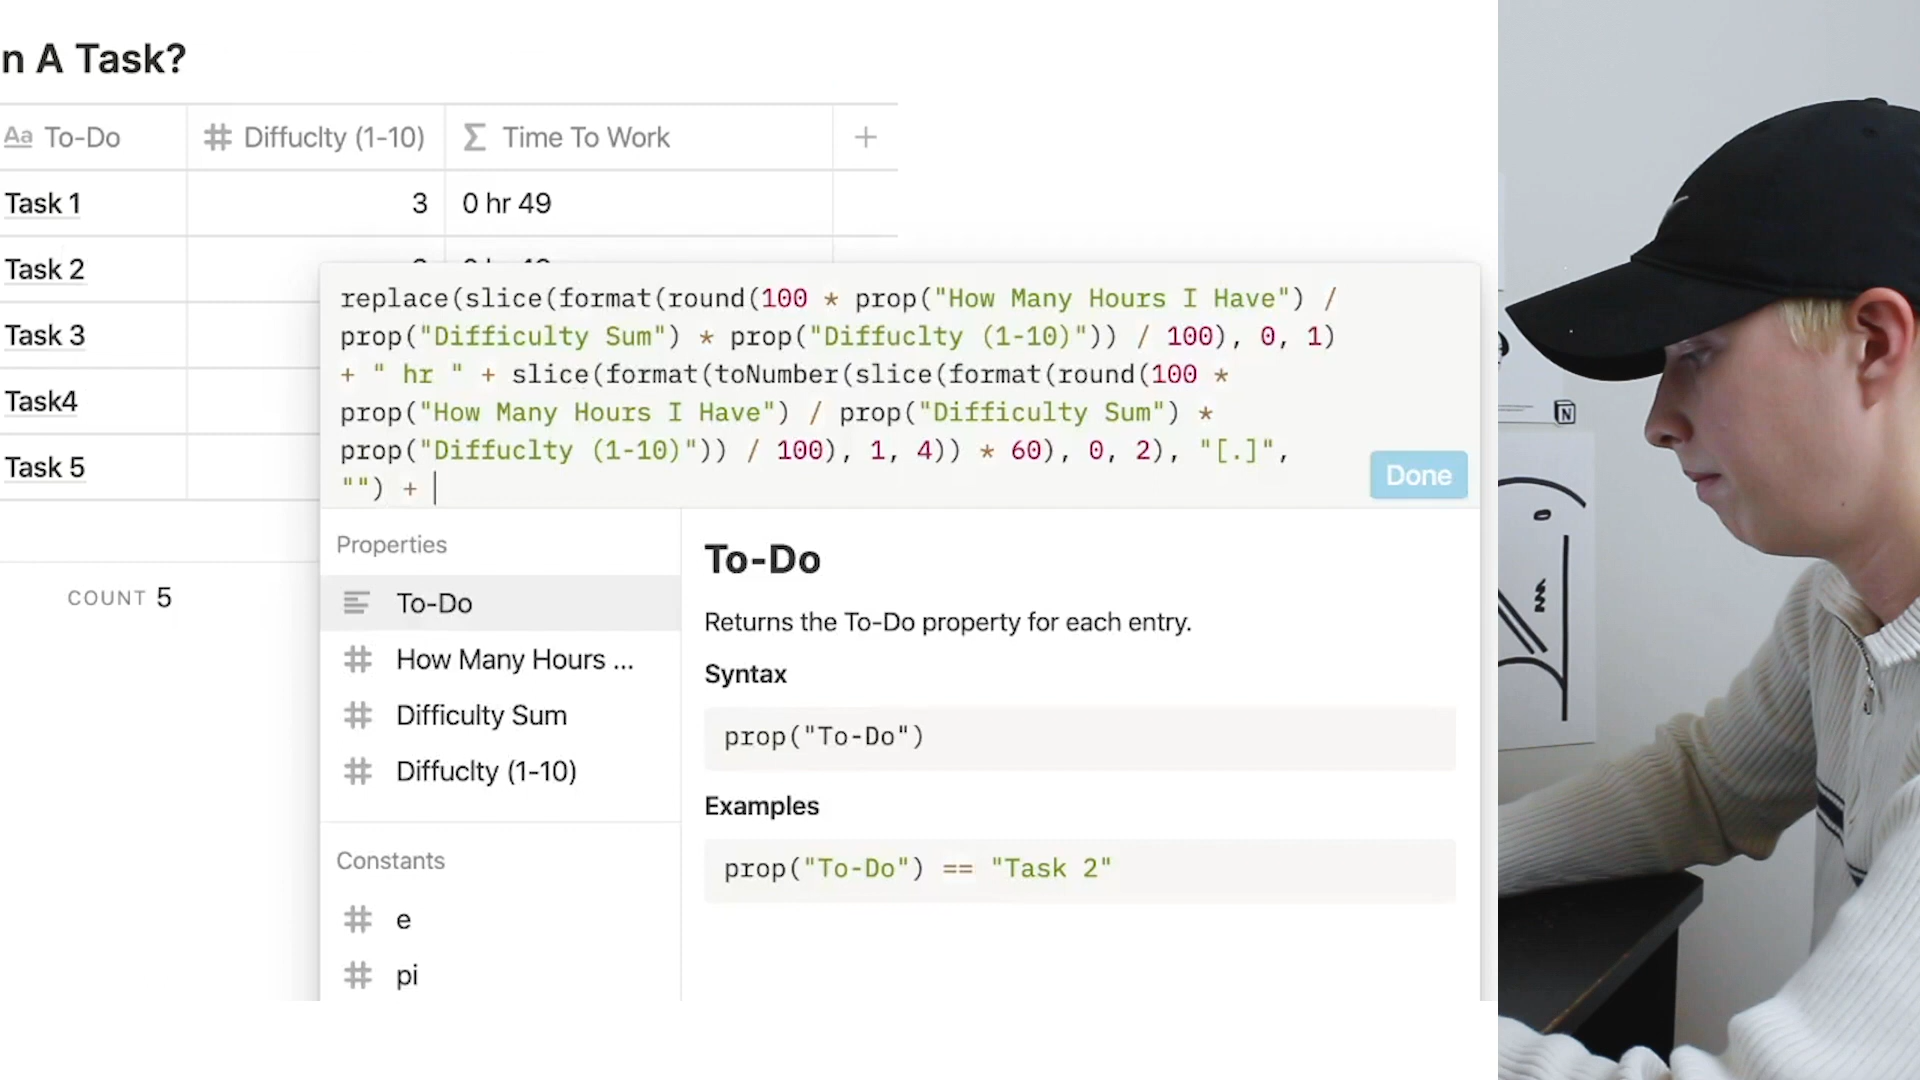 n A Task?
Aa To-Do
Diffuclty (1-10)
Σ Time To Work
+
Task 1
3
0 hr 49
Task 2
Task 3
Task4
Task 5
COUNT 5
replace(slice(format(round(100 * prop("How Many Hours I Have") /
prop("Difficulty Sum") * prop("Diffuclty (1-10)")) / 100), 0, 1)
+ " hr " + slice(format(toNumber(slice(format(round(100 *
prop("How Many Hours I Have") / prop("Difficulty Sum") *
prop("Diffuclty (1-10)")) / 100), 1, 4)) * 60), 0, 2), "[.]",
"") +
Done
Properties
To-Do
How Many Hours ...
Difficulty Sum
Diffuclty (1-10)
Constants
e
pi
To-Do
Returns the To-Do property for each entry.
Syntax
prop("To-Do")
Examples
prop("To-Do") == "Task 2"
N